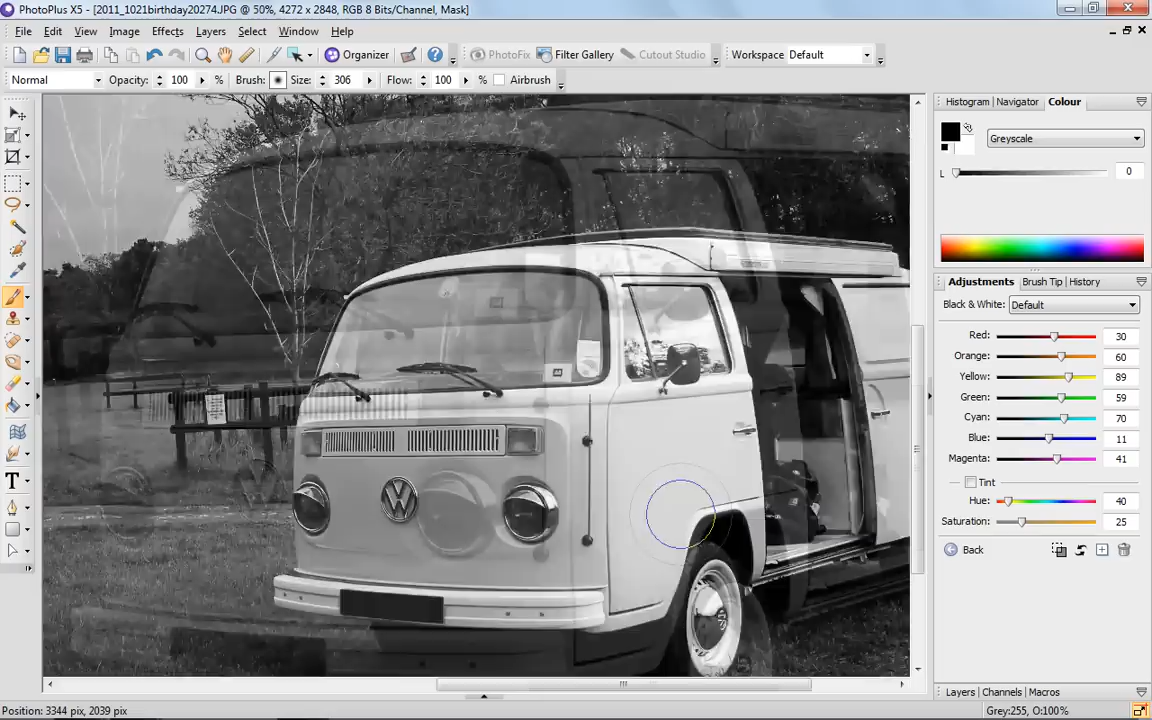 PhotoPlus X5 - [2011_1021birthday20274.JPG @ 50%, 4272 x 2848, RGB 8 Bits/Channel, Mask]
File Edit View Image Effects Layers Select Window Help
Organizer PhotoFix Filter Gallery Cutout Studio Workspace Default
Normal Opacity: 100 % Brush: Size: 306 Flow: 100 % Airbrush
Histogram Navigator Colour
Greyscale
L 0
Adjustments Brush Tip History
Black & White: Default
Red: 30
Orange: 60
Yellow: 89
Green: 59
Cyan: 70
Blue: 11
Magenta: 41
Tint
Hue: 40
Saturation: 25
Back
Layers Channels Macros
Position: 3344 pix, 2039 pix
Grey:255, O:100%